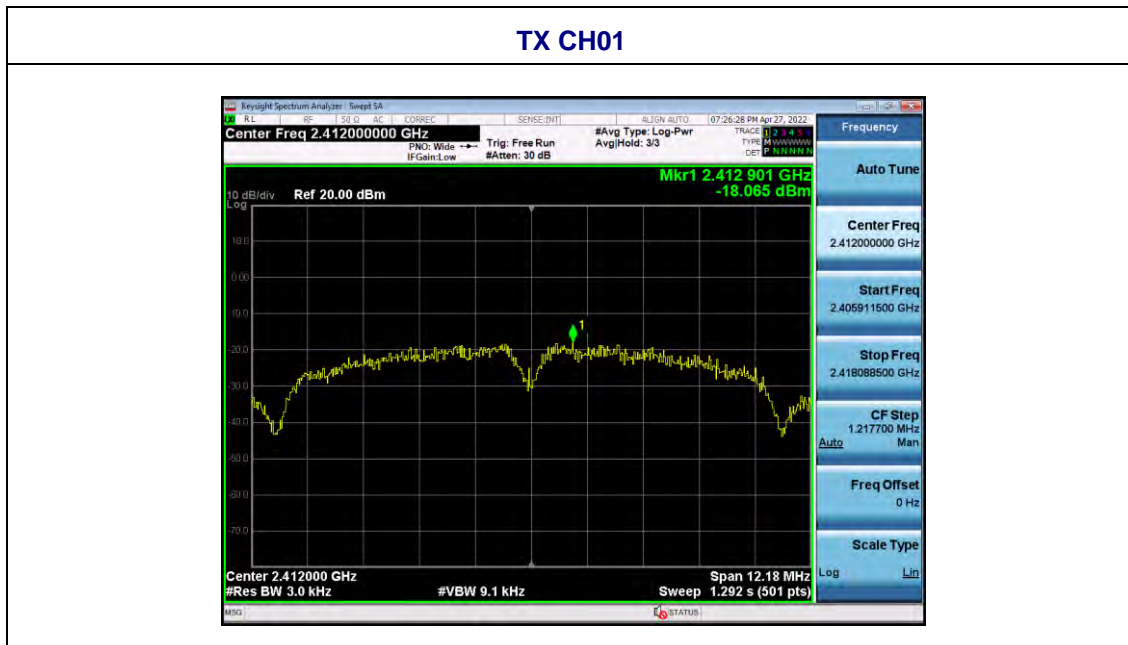 TX CH01
Keysight Spectrum Analyzer - Swept SA
RL RF 50 Ω AC CORREC SENSE:INT ALIGN AUTO 07:26:28 PM Apr 27, 2022
Center Freq 2.412000000 GHz
PNO: Wide
IFGain:Low
Trig: Free Run
#Atten: 30 dB
#Avg Type: Log-Pwr
Avg|Hold: 3/3
TRACE 1 2 3 4 5 6
TYPE M WWWWW
DET P N N N N N
Mkr1 2.412 901 GHz
-18.065 dBm
10 dB/div Ref 20.00 dBm
Log
10.0
0.00
-10.0
-20.0
-30.0
-40.0
-50.0
-60.0
-70.0
1
Center 2.412000 GHz Span 12.18 MHz
#Res BW 3.0 kHz #VBW 9.1 kHz Sweep 1.292 s (501 pts)
MSG STATUS
Frequency
Auto Tune
Center Freq
2.412000000 GHz
Start Freq
2.405911500 GHz
Stop Freq
2.418088500 GHz
CF Step
1.217700 MHz
Auto Man
Freq Offset
0 Hz
Scale Type
Log Lin